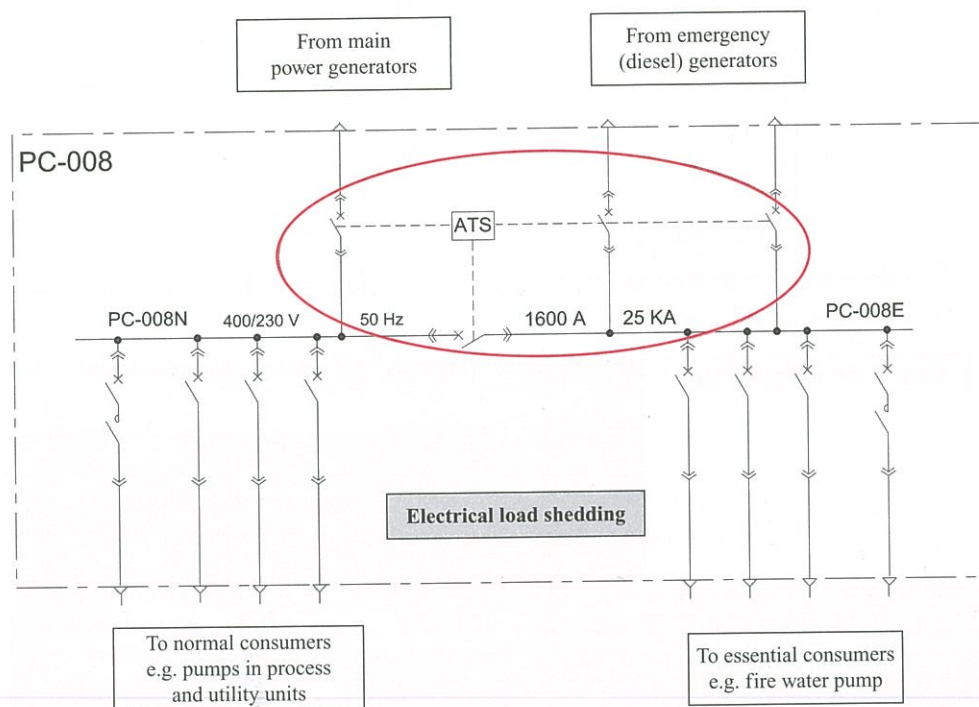 From main
power generators
From emergency
(diesel) generators
PC-008
ATS
PC-008N
400/230 V
50 Hz
1600 A
25 KA
PC-008E
Electrical load shedding
To normal consumers
e.g. pumps in process
and utility units
To essential consumers
e.g. fire water pump